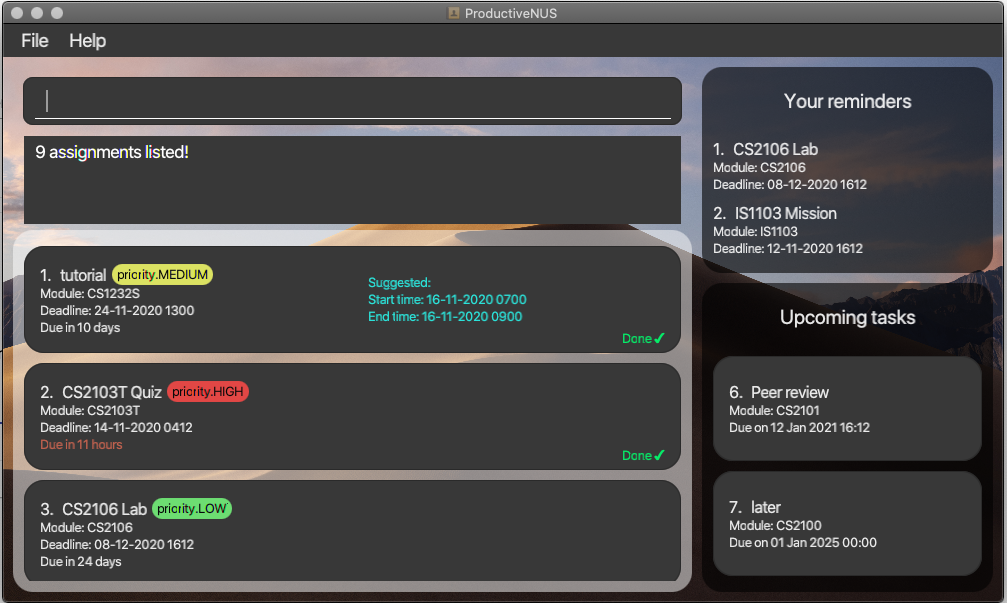 ProductiveNUS
File Help
9 assignments listed!
1. tutorial priority.MEDIUM
Module: CS1232S
Deadline: 24-11-2020 1300
Due in 10 days
Suggested:
Start time: 16-11-2020 0700
End time: 16-11-2020 0900
Done ✓
2. CS2103T Quiz priority.HIGH
Module: CS2103T
Deadline: 14-11-2020 0412
Due in 11 hours
Done ✓
3. CS2106 Lab priority.LOW
Module: CS2106
Deadline: 08-12-2020 1612
Due in 24 days
Your reminders
1. CS2106 Lab
Module: CS2106
Deadline: 08-12-2020 1612
2. IS1103 Mission
Module: IS1103
Deadline: 12-11-2020 1612
Upcoming tasks
6. Peer review
Module: CS2101
Due on 12 Jan 2021 16:12
7. later
Module: CS2100
Due on 01 Jan 2025 00:00